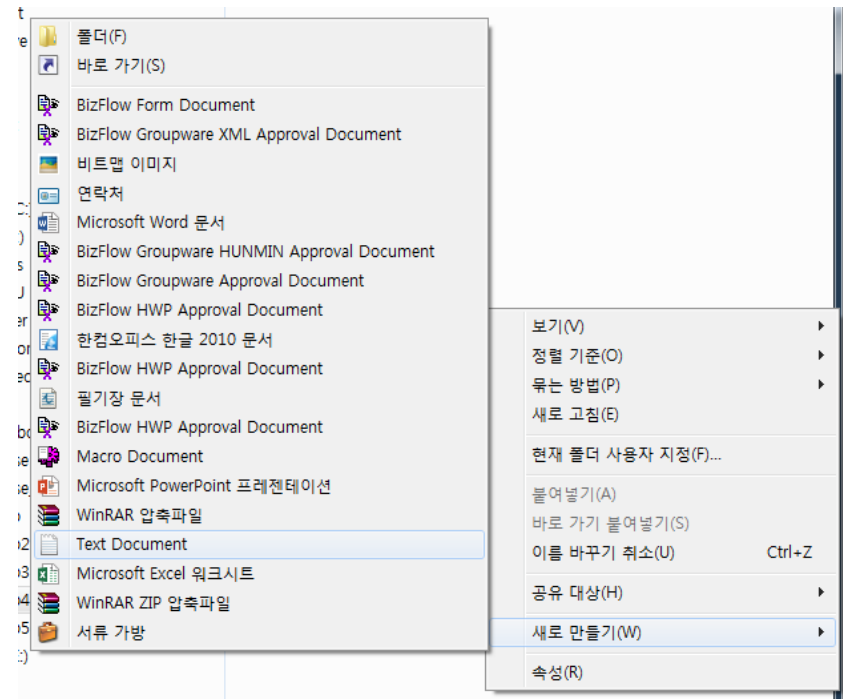 폴더(F)
바로 가기(S)
BizFlow Form Document
BizFlow Groupware XML Approval Document
비트맵 이미지
연락처
Microsoft Word 문서
BizFlow Groupware HUNMIN Approval Document
BizFlow Groupware Approval Document
BizFlow HWP Approval Document
한컴오피스 한글 2010 문서
BizFlow HWP Approval Document
필기장 문서
BizFlow HWP Approval Document
Macro Document
Microsoft PowerPoint 프레젠테이션
WinRAR 압축파일
Text Document
Microsoft Excel 워크시트
WinRAR ZIP 압축파일
서류 가방
보기(V)
정렬 기준(O)
묶는 방법(P)
새로 고침(E)
현재 폴더 사용자 지정(F)...
붙여넣기(A)
바로 가기 붙여넣기(S)
이름 바꾸기 취소(U) Ctrl+Z
공유 대상(H)
새로 만들기(W)
속성(R)